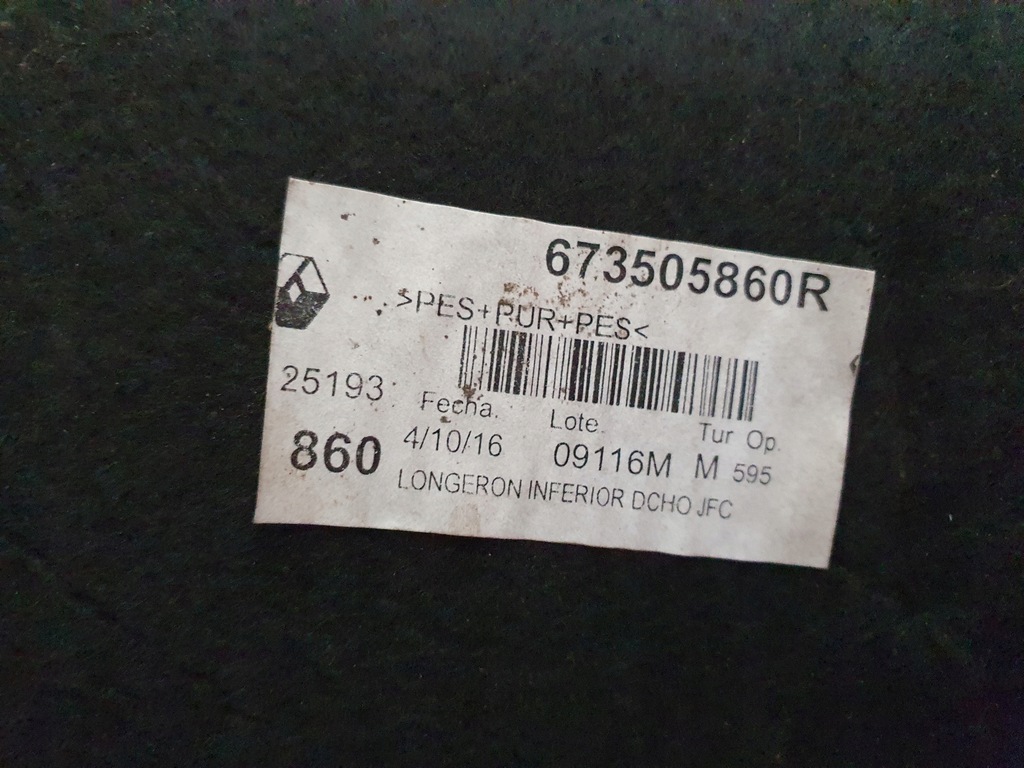 673505860R
>PES+PUR+PES<
25193
Fecha. Lote Tur Op.
860 4/10/16 09116M M 595
LONGERON INFERIOR DCHO JFC